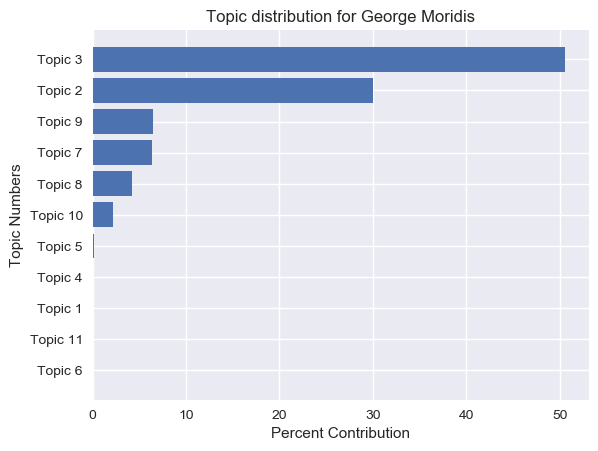 Topic distribution for George Moridis
Topic Numbers
Topic 3
Topic 2
Topic 9
Topic 7
Topic 8
Topic 10
Topic 5
Topic 4
Topic 1
Topic 11
Topic 6
0 10 20 30 40 50
Percent Contribution